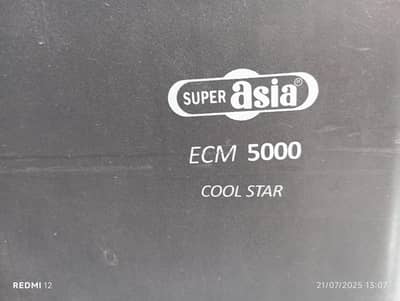 SUPER asia®
ECM 5000
COOL STAR
REDMI 12
21/07/2025 13:07